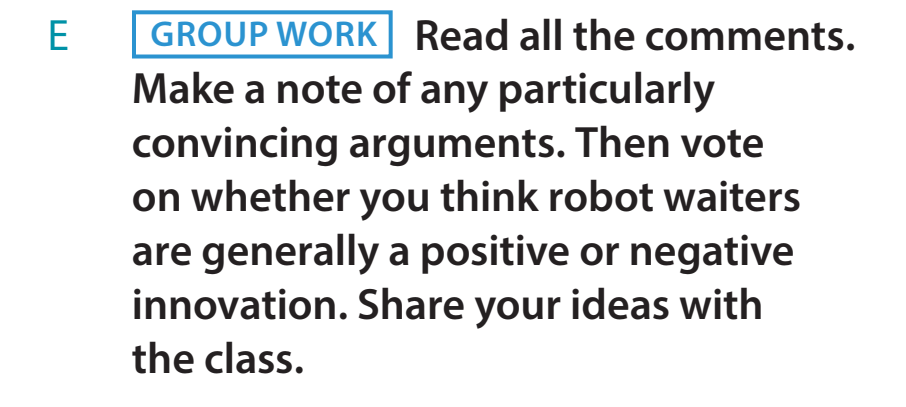 E GROUP WORK Read all the comments.
Make a note of any particularly
convincing arguments. Then vote
on whether you think robot waiters
are generally a positive or negative
innovation. Share your ideas with
the class.